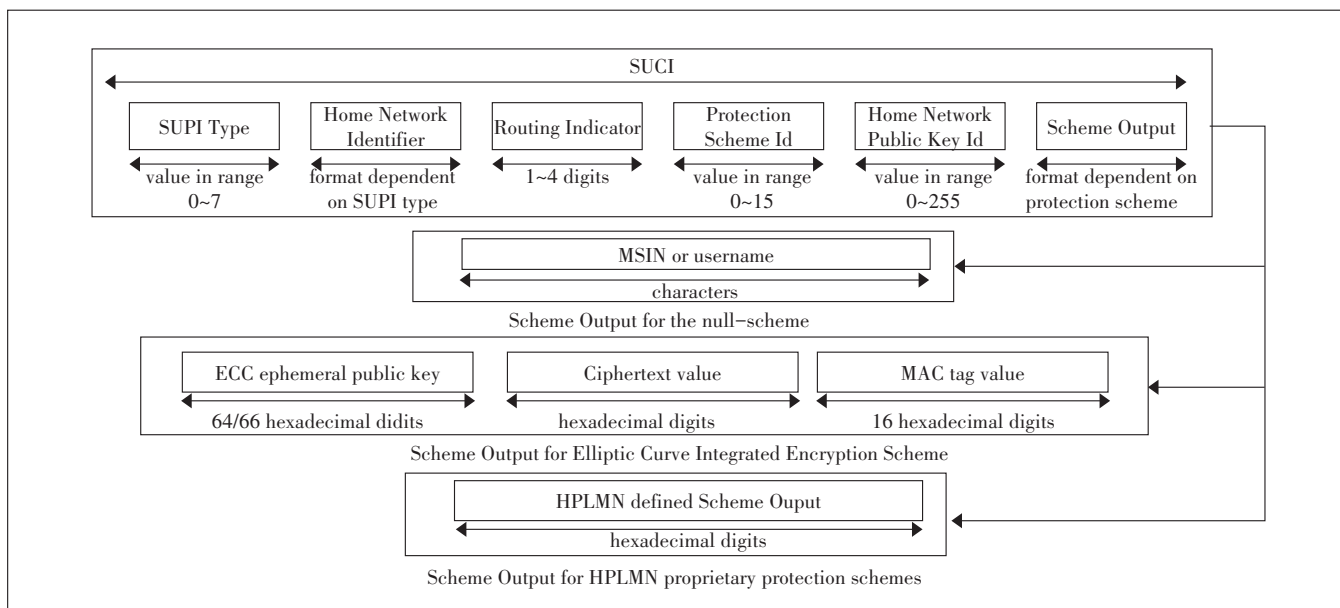 SUCI
SUPI Type
Home Network
Identifier
Routing Indicator
Protection
Scheme Id
Home Network
Public Key Id
Scheme Output
value in range
0~7
format dependent
on SUPI type
1~4 digits
value in range
0~15
value in range
0~255
format dependent on
protection scheme
MSIN or username
characters
Scheme Output for the null-scheme
ECC ephemeral public key
Ciphertext value
MAC tag value
64/66 hexadecimal didits
hexadecimal digits
16 hexadecimal digits
Scheme Output for Elliptic Curve Integrated Encryption Scheme
HPLMN defined Scheme Ouput
hexadecimal digits
Scheme Output for HPLMN proprietary protection schemes